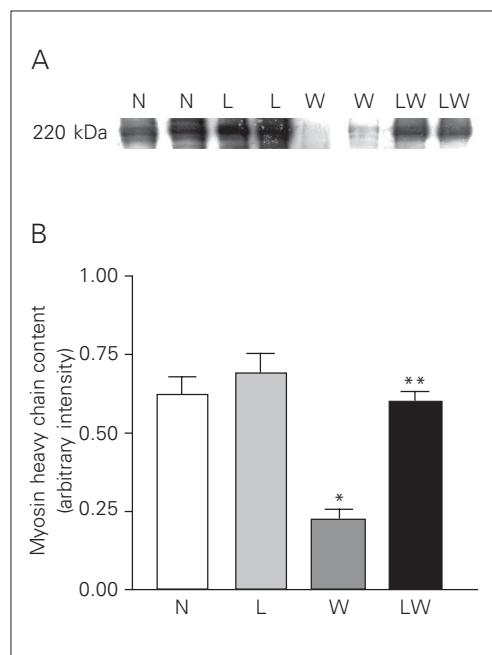 A
N N L L W W LW LW
220 kDa
B
Myosin heavy chain content
(arbitrary intensity)
1.00
0.75
0.50
0.25
0.00
*
**
N L W LW